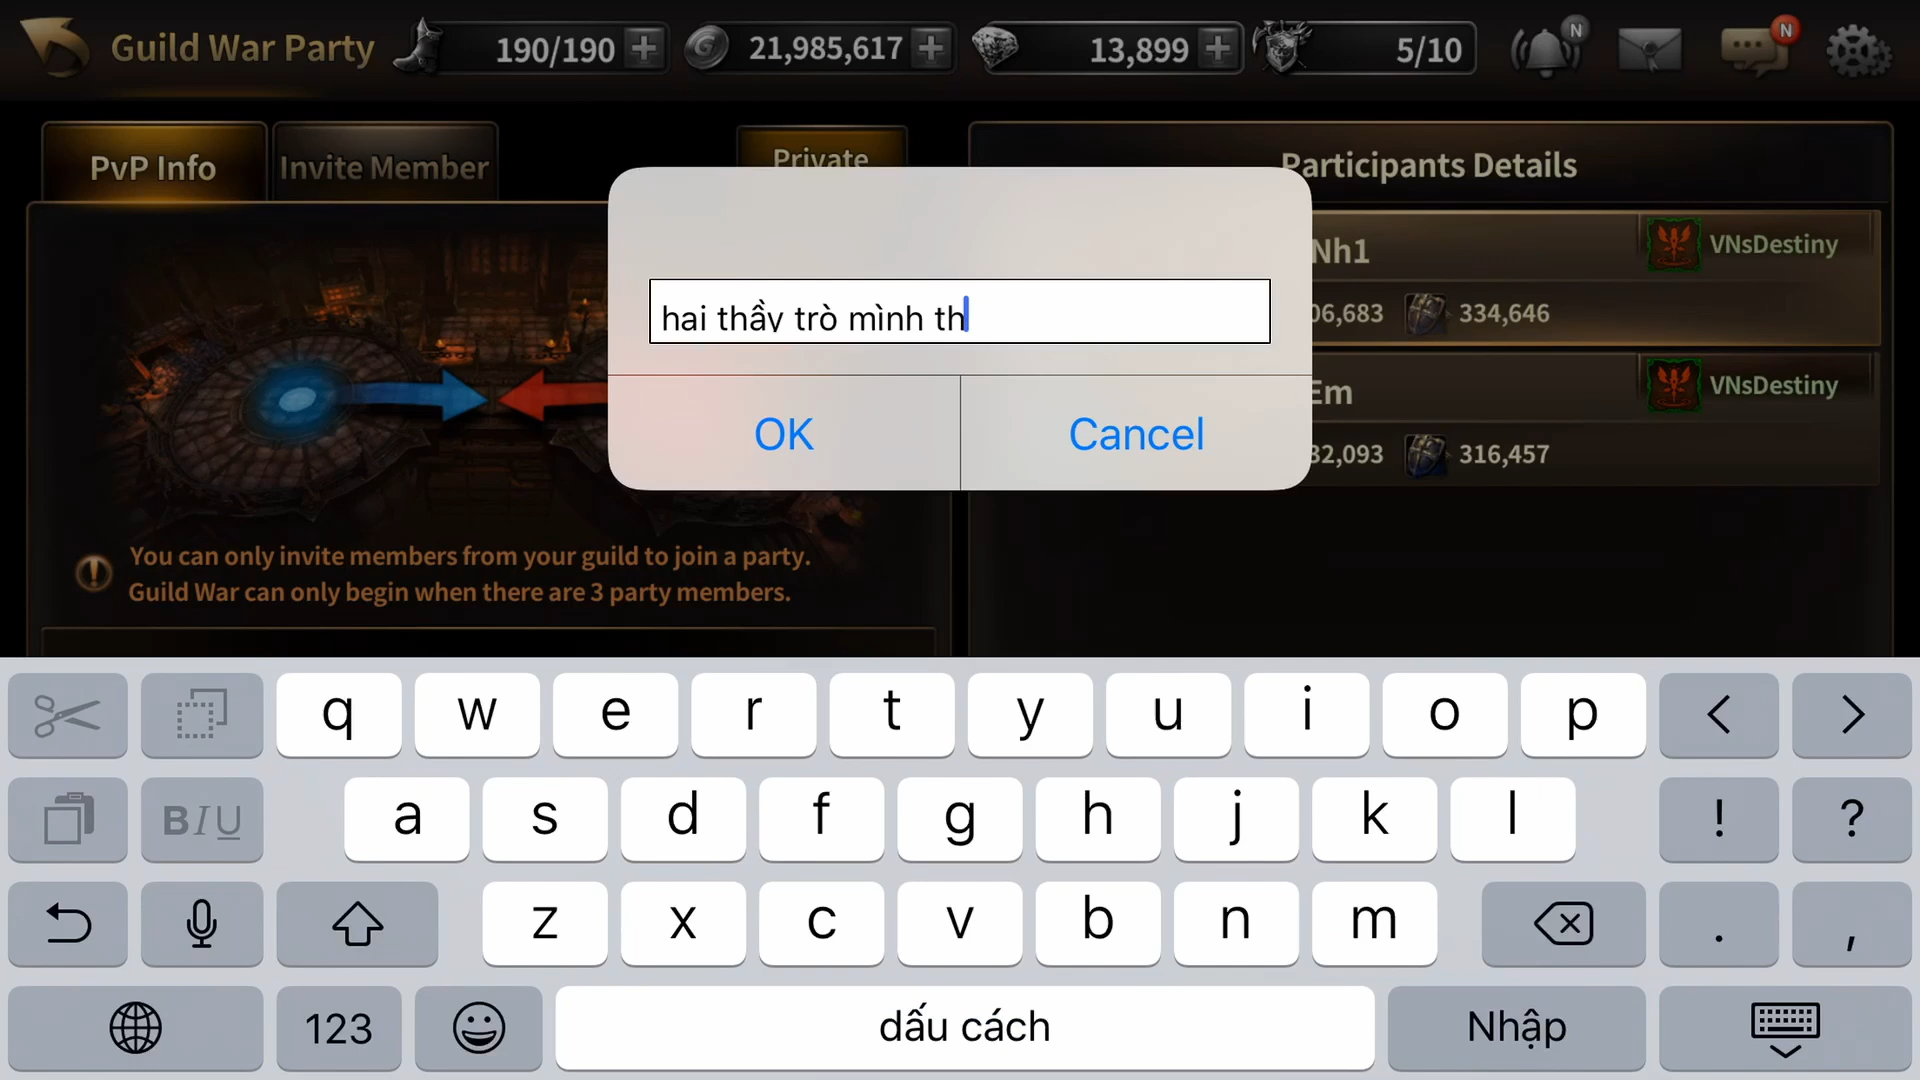 Guild War Party
190/190
21,985,617
13,899
5/10
N
N
PvP Info
Invite Member
Private
Participants Details
hai thầy trò mình th
OK
Cancel
Nh1
VNsDestiny
06,683
334,646
Em
VNsDestiny
32,093
316,457
You can only invite members from your guild to join a party.
Guild War can only begin when there are 3 party members.
q w e r t y u i o p < >
BIU a s d f g h j k l ! ?
z x c v b n m . ,
123 dấu cách Nhập